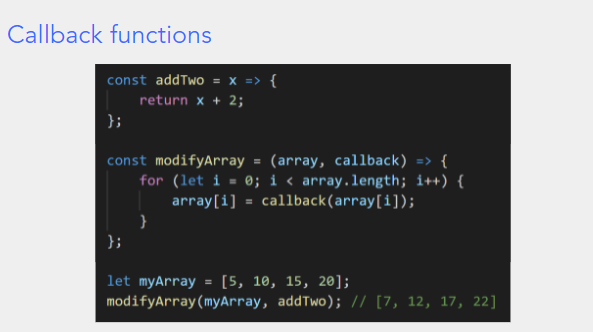 Callback functions
const addTwo = x => {
    return x + 2;
};
const modifyArray = (array, callback) => {
    for (let i = 0; i < array.length; i++) {
        array[i] = callback(array[i]);
    }
};
let myArray = [5, 10, 15, 20];
modifyArray(myArray, addTwo); // [7, 12, 17, 22]